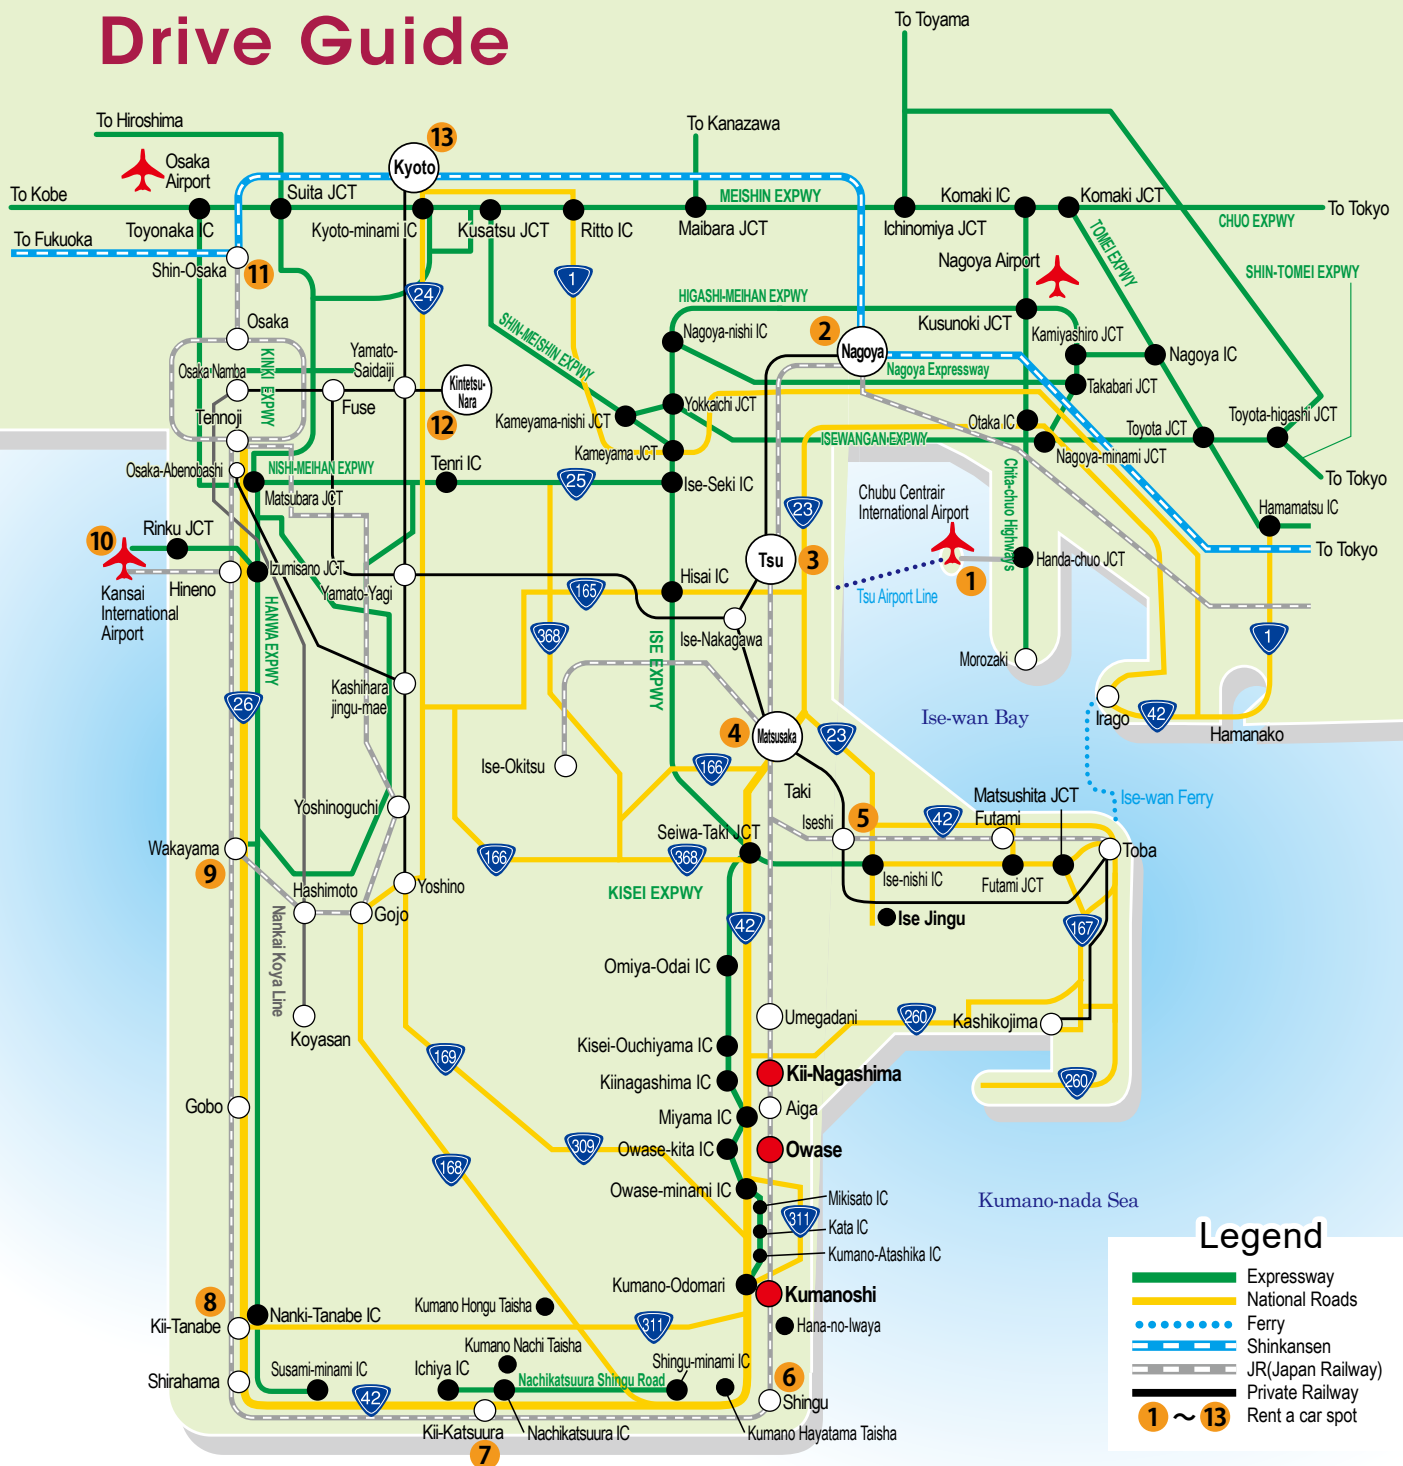 Drive Guide
To Toyama
To Hiroshima
13
To Kanazawa
Osaka
Airport
Kyoto
To Kobe
Suita JCT
MEISHIN EXPWY
Komaki IC
Komaki JCT
To Tokyo
CHUO EXPWY
Toyonaka IC
Kyoto-minami IC
Kusatsu JCT
Ritto IC
Maibara JCT
Ichinomiya JCT
To Fukuoka
TOMEI EXPWY
Shin-Osaka
11
1
Nagoya Airport
SHIN-TOMEI EXPWY
24
HIGASHI-MEIHAN EXPWY
Osaka
SHIN-MEISHIN EXPWY
Nagoya-nishi IC
2
Nagoya
Kusunoki JCT
Kamiyashiro JCT
Nagoya IC
KINKI EXPWY
Yamato-
Saidaiji
Osaka Namba
Kintetsu-
Nara
Nagoya Expressway
Takabari JCT
Fuse
12
Yokkaichi JCT
Kameyama-nishi JCT
Tennoji
Otaka IC
Toyota JCT
Toyota-higashi JCT
ISEWANGAN EXPWY
Kameyama JCT
Nagoya-minami JCT
Osaka-Abenobashi
NISHI-MEIHAN EXPWY
Tenri IC
25
Ise-Seki IC
To Tokyo
Matsubara JCT
Chubu Centrair
International Airport
Chita-chuo Highways
Hamamatsu IC
23
10
Rinku JCT
To Tokyo
Izumisano JCT
Hineno
Kansai
International
Airport
Yamato-Yagi
Hisai IC
Tsu
3
1
Handa-chuo JCT
Tsu Airport Line
165
HANWA EXPWY
368
ISE EXPWY
Ise-Nakagawa
1
Morozaki
Kashihara
jingu-mae
26
Ise-wan Bay
Irago
42
Hamanako
4
Matsusaka
23
Ise-Okitsu
166
Taki
Matsushita JCT
Ise-wan Ferry
Yoshinoguchi
Iseshi
5
42
Futami
Seiwa-Taki JCT
Wakayama
9
166
368
Toba
Ise-nishi IC
Futami JCT
KISEI EXPWY
Hashimoto
Yoshino
Gojo
Ise Jingu
Nankai Koya Line
42
167
Omiya-Odai IC
Koyasan
Umegadani
260
Kashikojima
169
Kisei-Ouchiyama IC
Kii-Nagashima
Kiinagashima IC
260
Gobo
Aiga
Miyama IC
309
Owase-kita IC
Owase
168
Owase-minami IC
Mikisato IC
Kumano-nada Sea
311
Kata IC
Kumano-Atashika IC
Kumano-Odomari
Kumanoshi
8
Nanki-Tanabe IC
Kumano Hongu Taisha
Kii-Tanabe
311
Hana-no-Iwaya
Kumano Nachi Taisha
Susami-minami IC
Ichiya IC
Shingu-minami IC
Shirahama
Nachikatsuura Shingu Road
6
42
Shingu
Kii-Katsuura
Nachikatsuura IC
Kumano Hayatama Taisha
7
Legend
Expressway
National Roads
Ferry
Shinkansen
JR(Japan Railway)
Private Railway
1 ～ 13 Rent a car spot